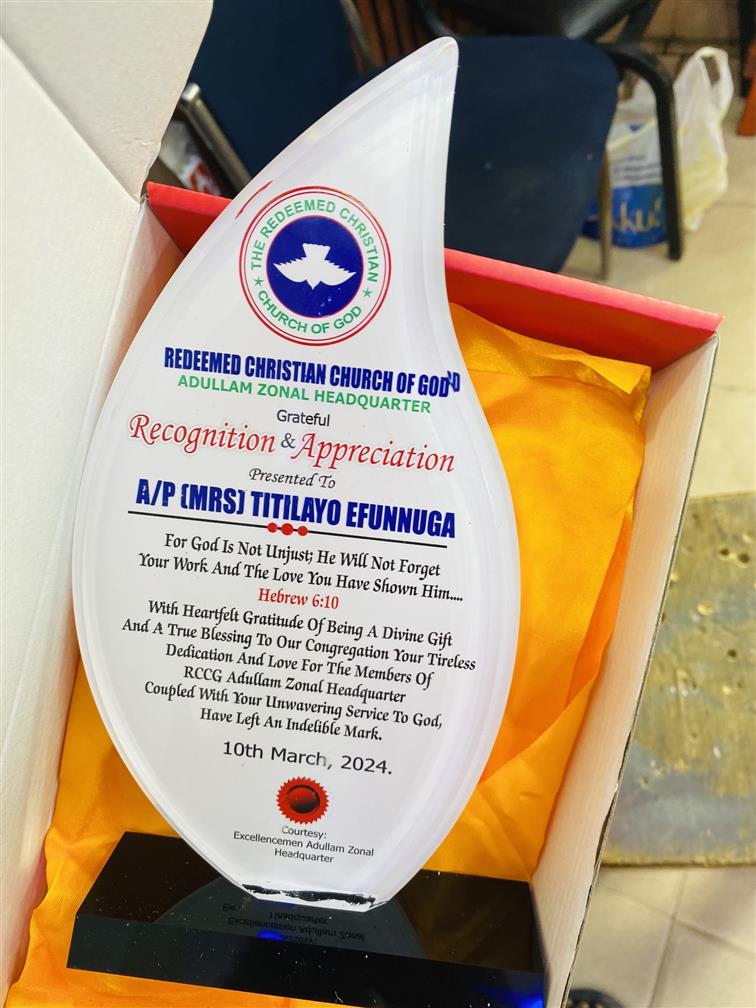 THE REDEEMED CHRISTIAN
CHURCH OF GOD
REDEEMED CHRISTIAN CHURCH OF GOD
ADULLAM ZONAL HEADQUARTER
Grateful
Recognition & Appreciation
Presented To
A/P (MRS) TITILAYO EFUNNUGA
For God Is Not Unjust; He Will Not Forget
Your Work And The Love You Have Shown Him....
Hebrew 6:10
With Heartfelt Gratitude Of Being A Divine Gift
And A True Blessing To Our Congregation Your Tireless
Dedication And Love For The Members Of
RCCG Adullam Zonal Headquarter
Coupled With Your Unwavering Service To God,
Have Left An Indelible Mark.
10th March, 2024.
Courtesy:
Excellencemen Adullam Zonal
Headquarter